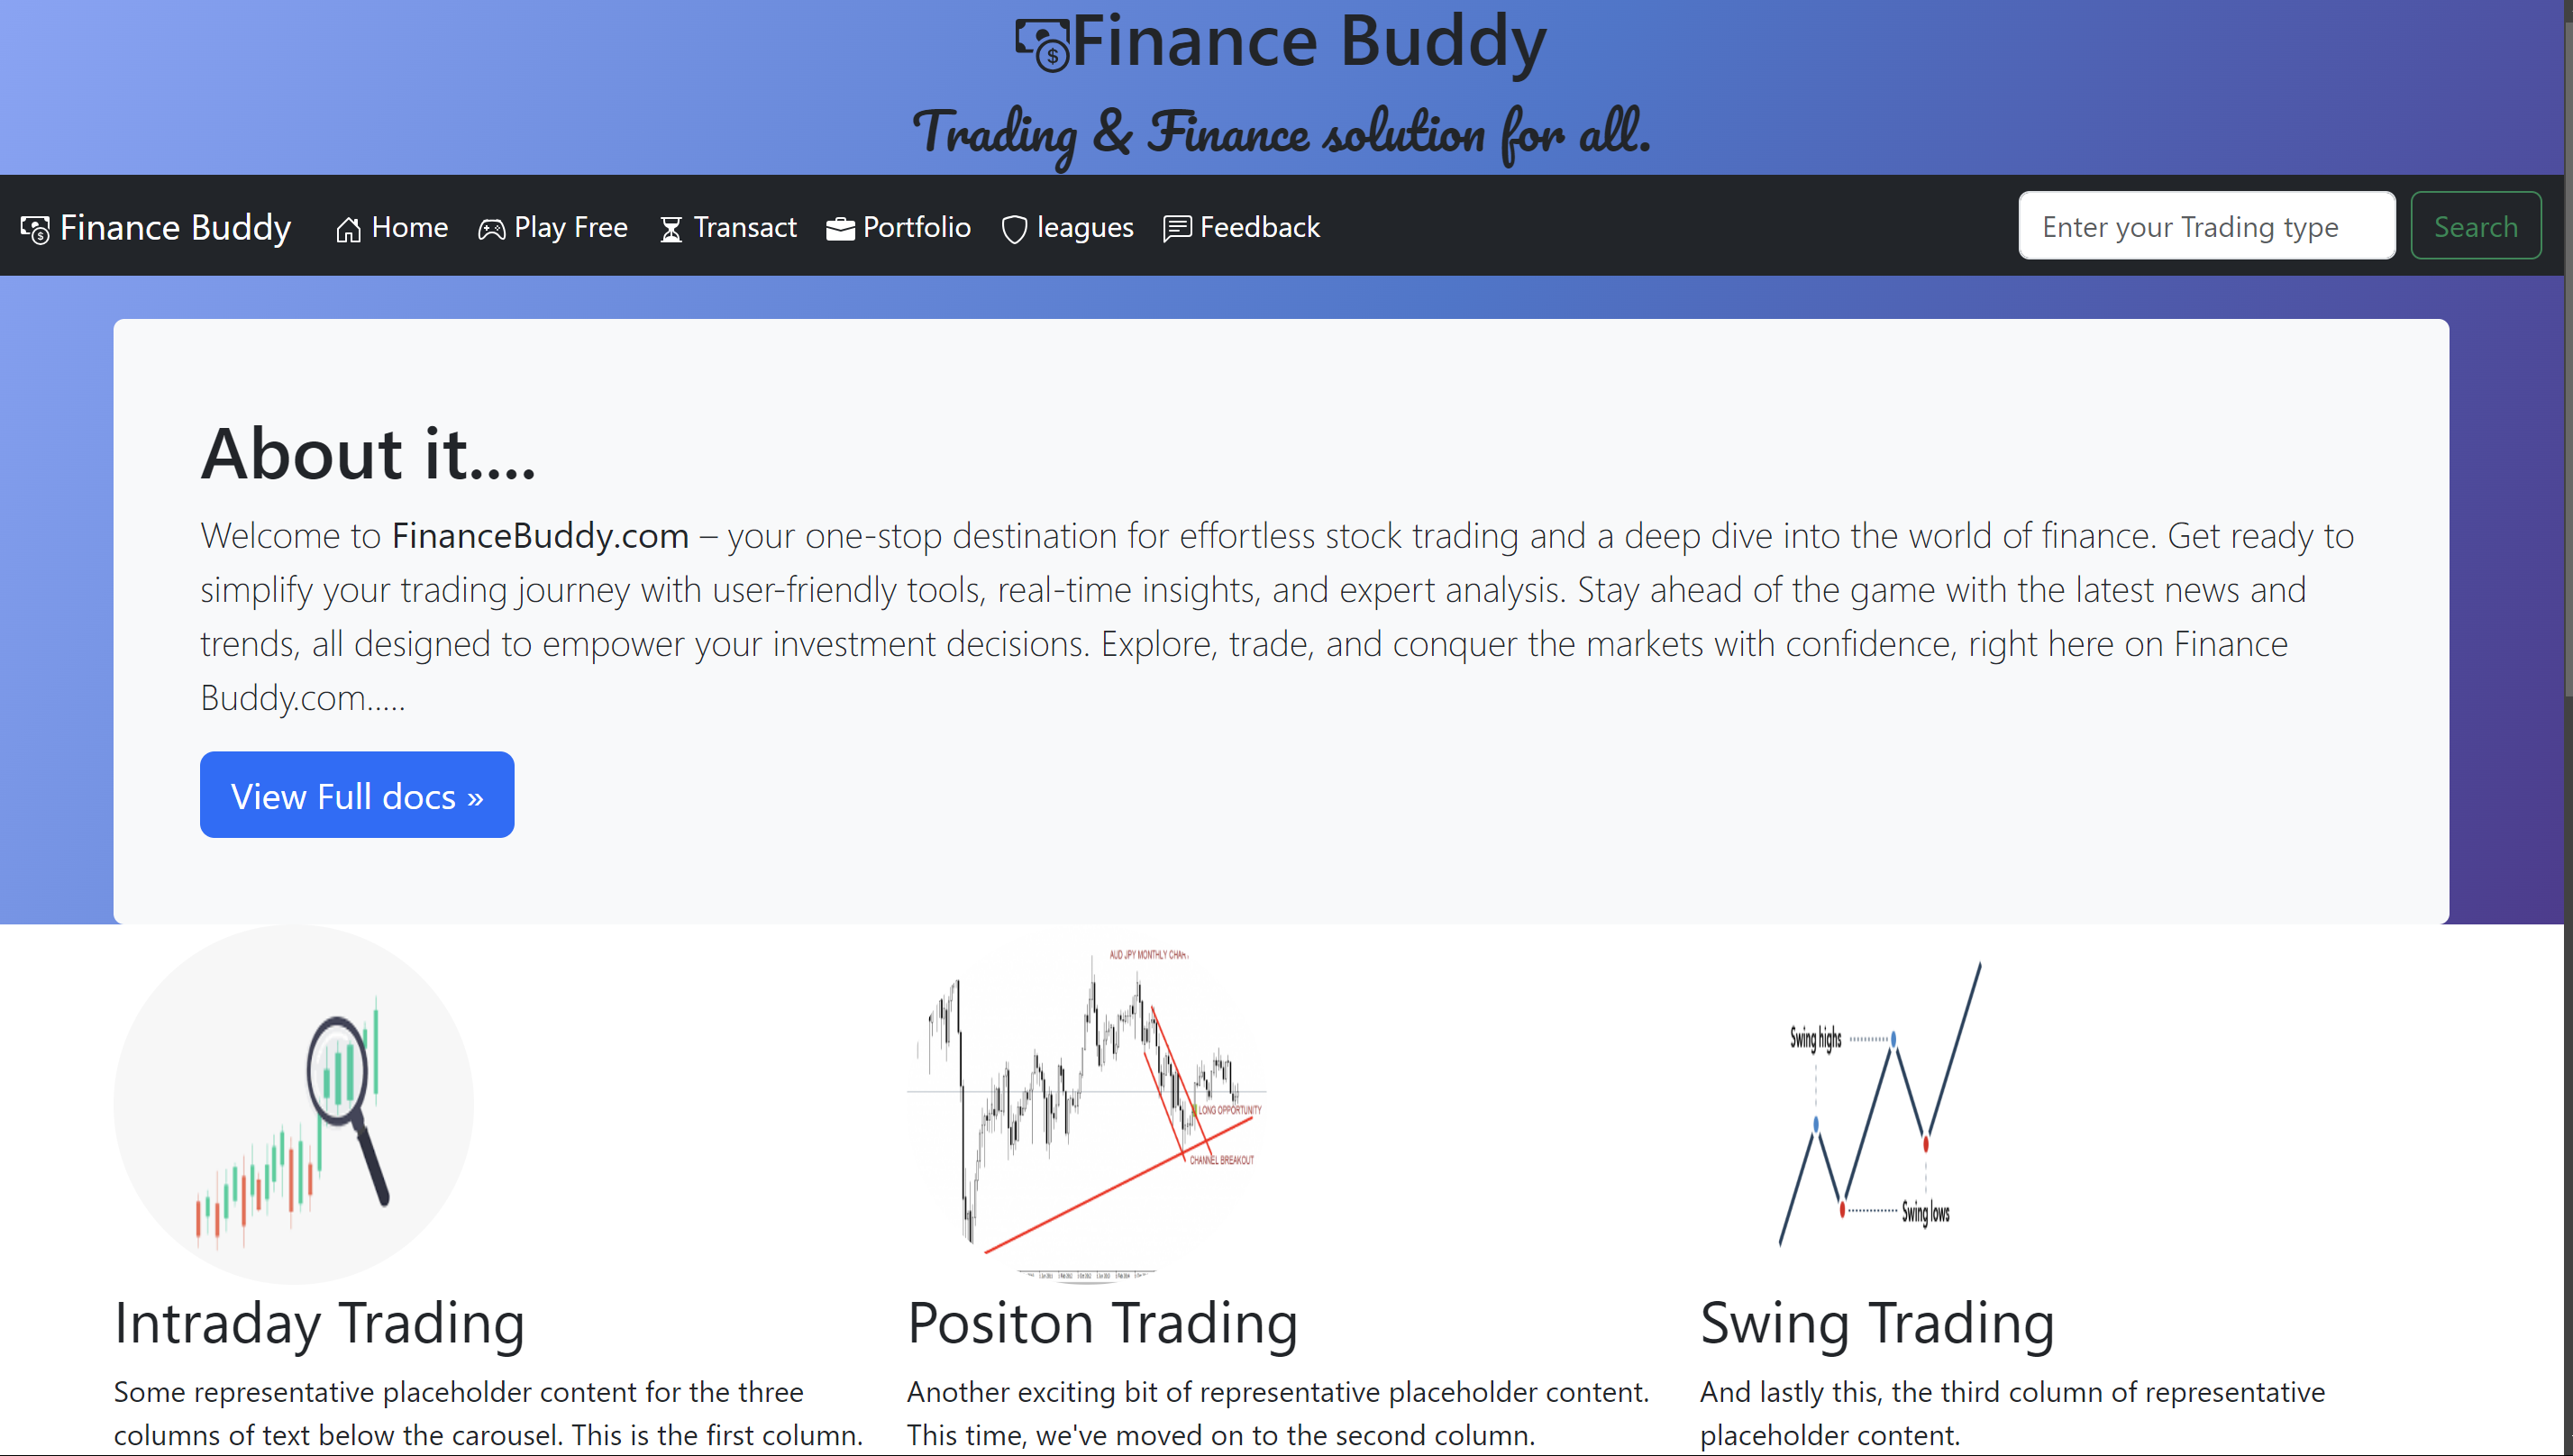 Finance Buddy
Trading & Finance solution for all.
Finance Buddy Home Play Free Transact Portfolio leagues Feedback Enter your Trading type Search
About it....
Welcome to FinanceBuddy.com – your one-stop destination for effortless stock trading and a deep dive into the world of finance. Get ready to
simplify your trading journey with user-friendly tools, real-time insights, and expert analysis. Stay ahead of the game with the latest news and
trends, all designed to empower your investment decisions. Explore, trade, and conquer the markets with confidence, right here on Finance
Buddy.com.....
View Full docs »
AUD JPY MONTHLY
LONG OPPORTUNITY
CHANNEL BREAKOUT
Swing highs
Swing lows
Intraday Trading
Some representative placeholder content for the three
columns of text below the carousel. This is the first column.
Positon Trading
Another exciting bit of representative placeholder content.
This time, we've moved on to the second column.
Swing Trading
And lastly this, the third column of representative
placeholder content.